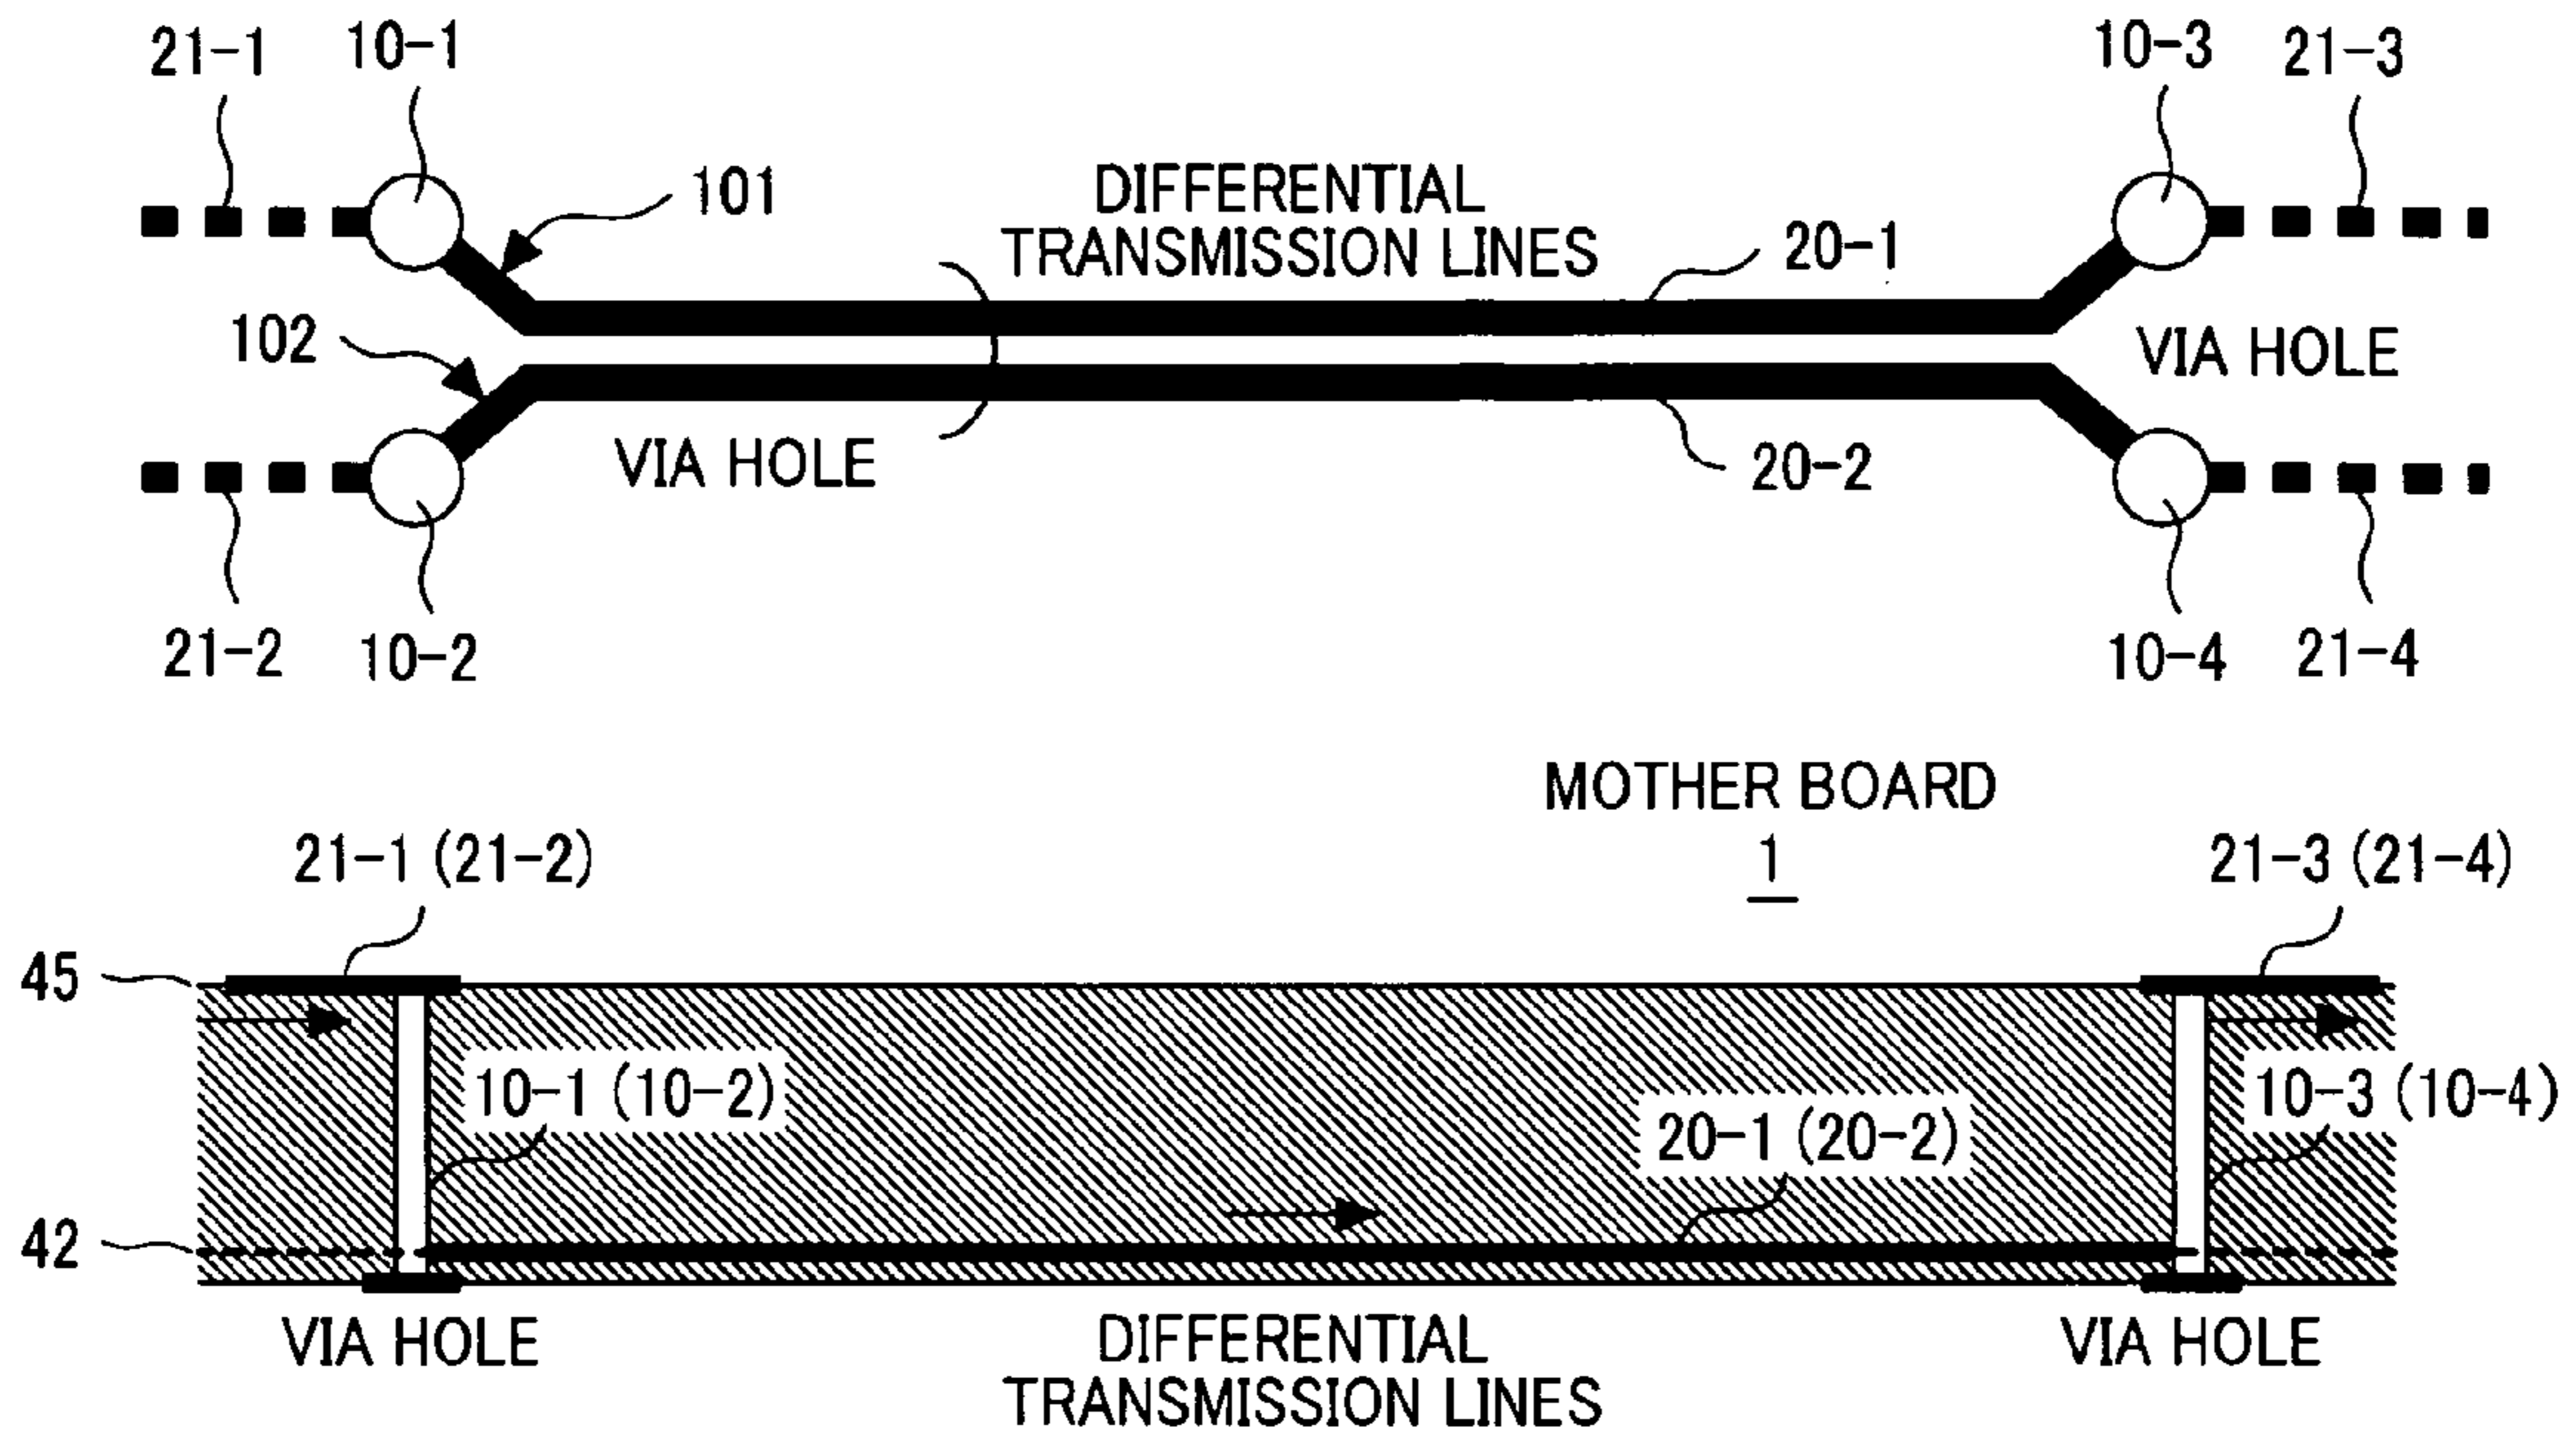 21-1
10-1
10-3
21-3
101
DIFFERENTIAL
TRANSMISSION LINES
20-1
102
VIA HOLE
VIA HOLE
20-2
21-2
10-2
10-4
21-4
MOTHER BOARD
1
21-1 (21-2)
21-3 (21-4)
45
10-1 (10-2)
10-3 (10-4)
20-1 (20-2)
42
VIA HOLE
DIFFERENTIAL
TRANSMISSION LINES
VIA HOLE